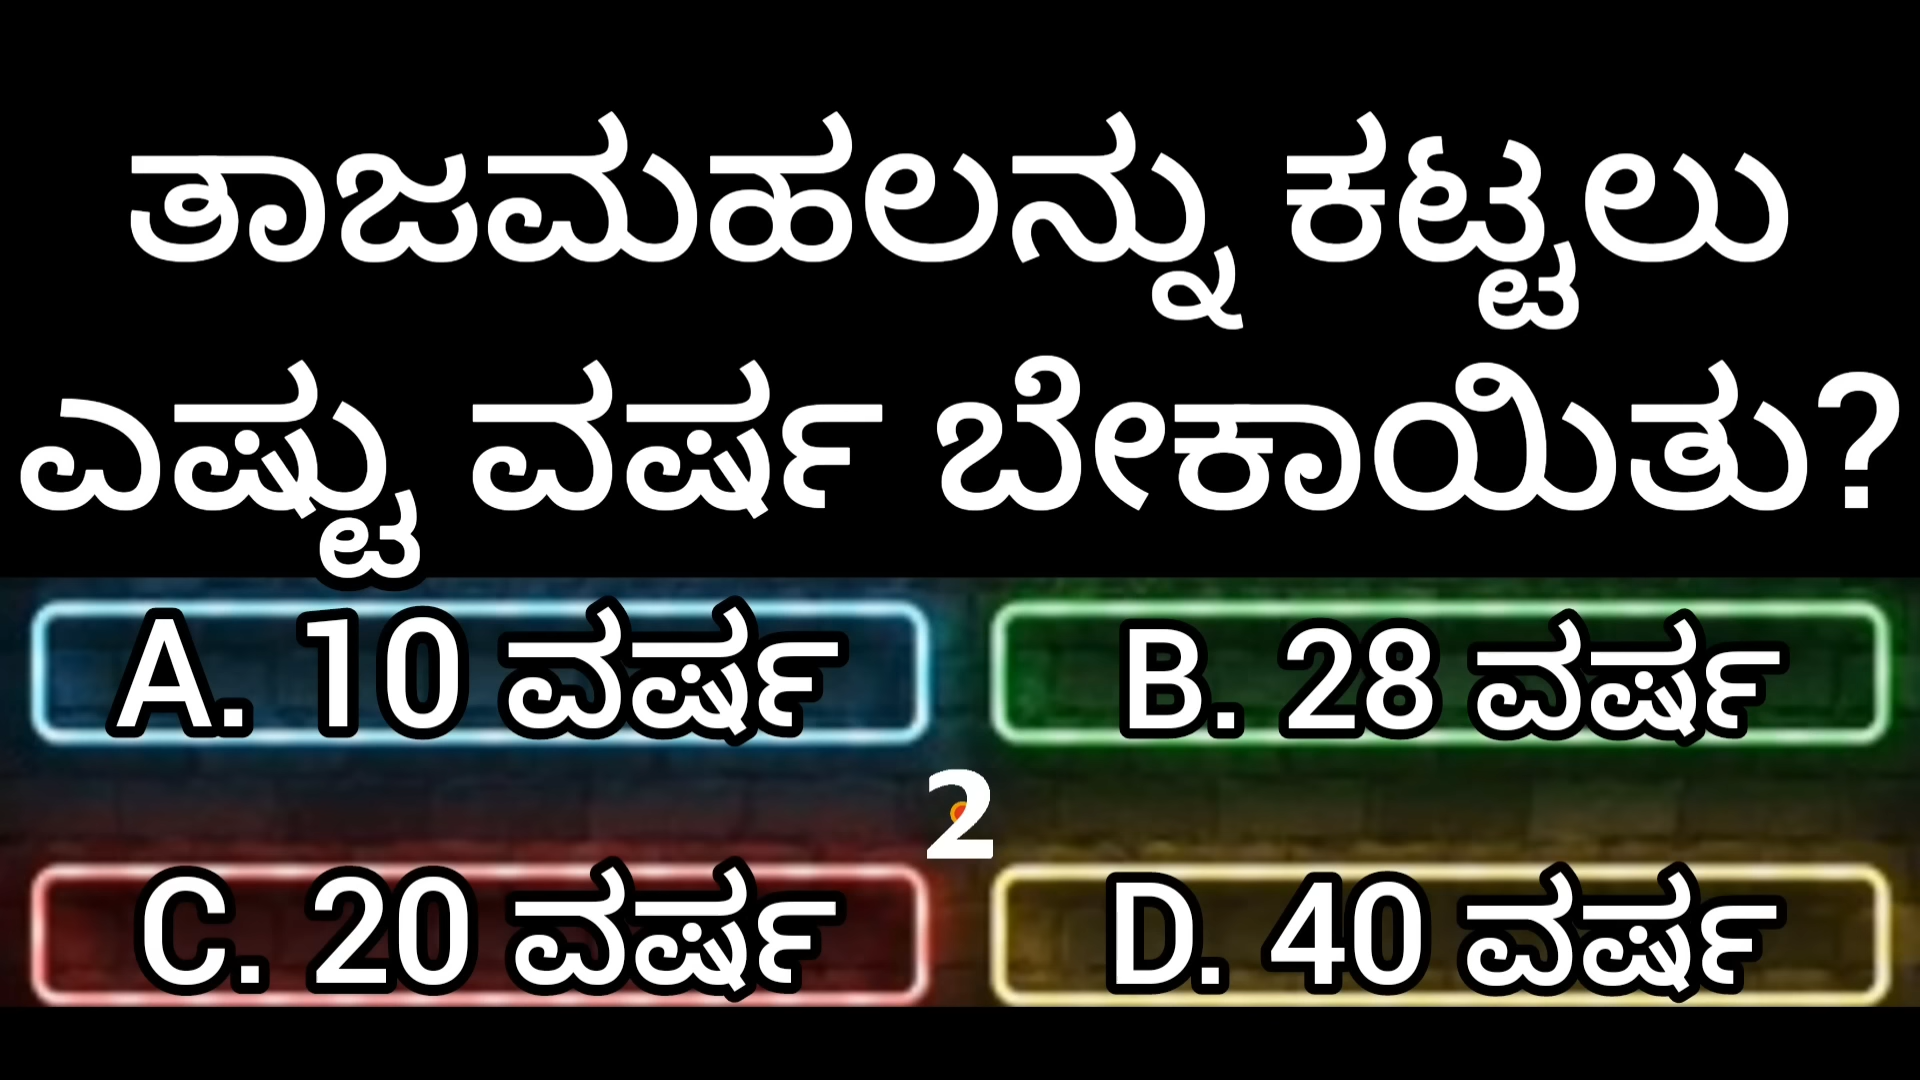 ತಾಜಮಹಲನ್ನು ಕಟ್ಟಲು
ಎಷ್ಟು ವರ್ಷ ಬೇಕಾಯಿತು?
A. 10 ವರ್ಷ
B. 28 ವರ್ಷ
2
C. 20 ವರ್ಷ
D. 40 ವರ್ಷ